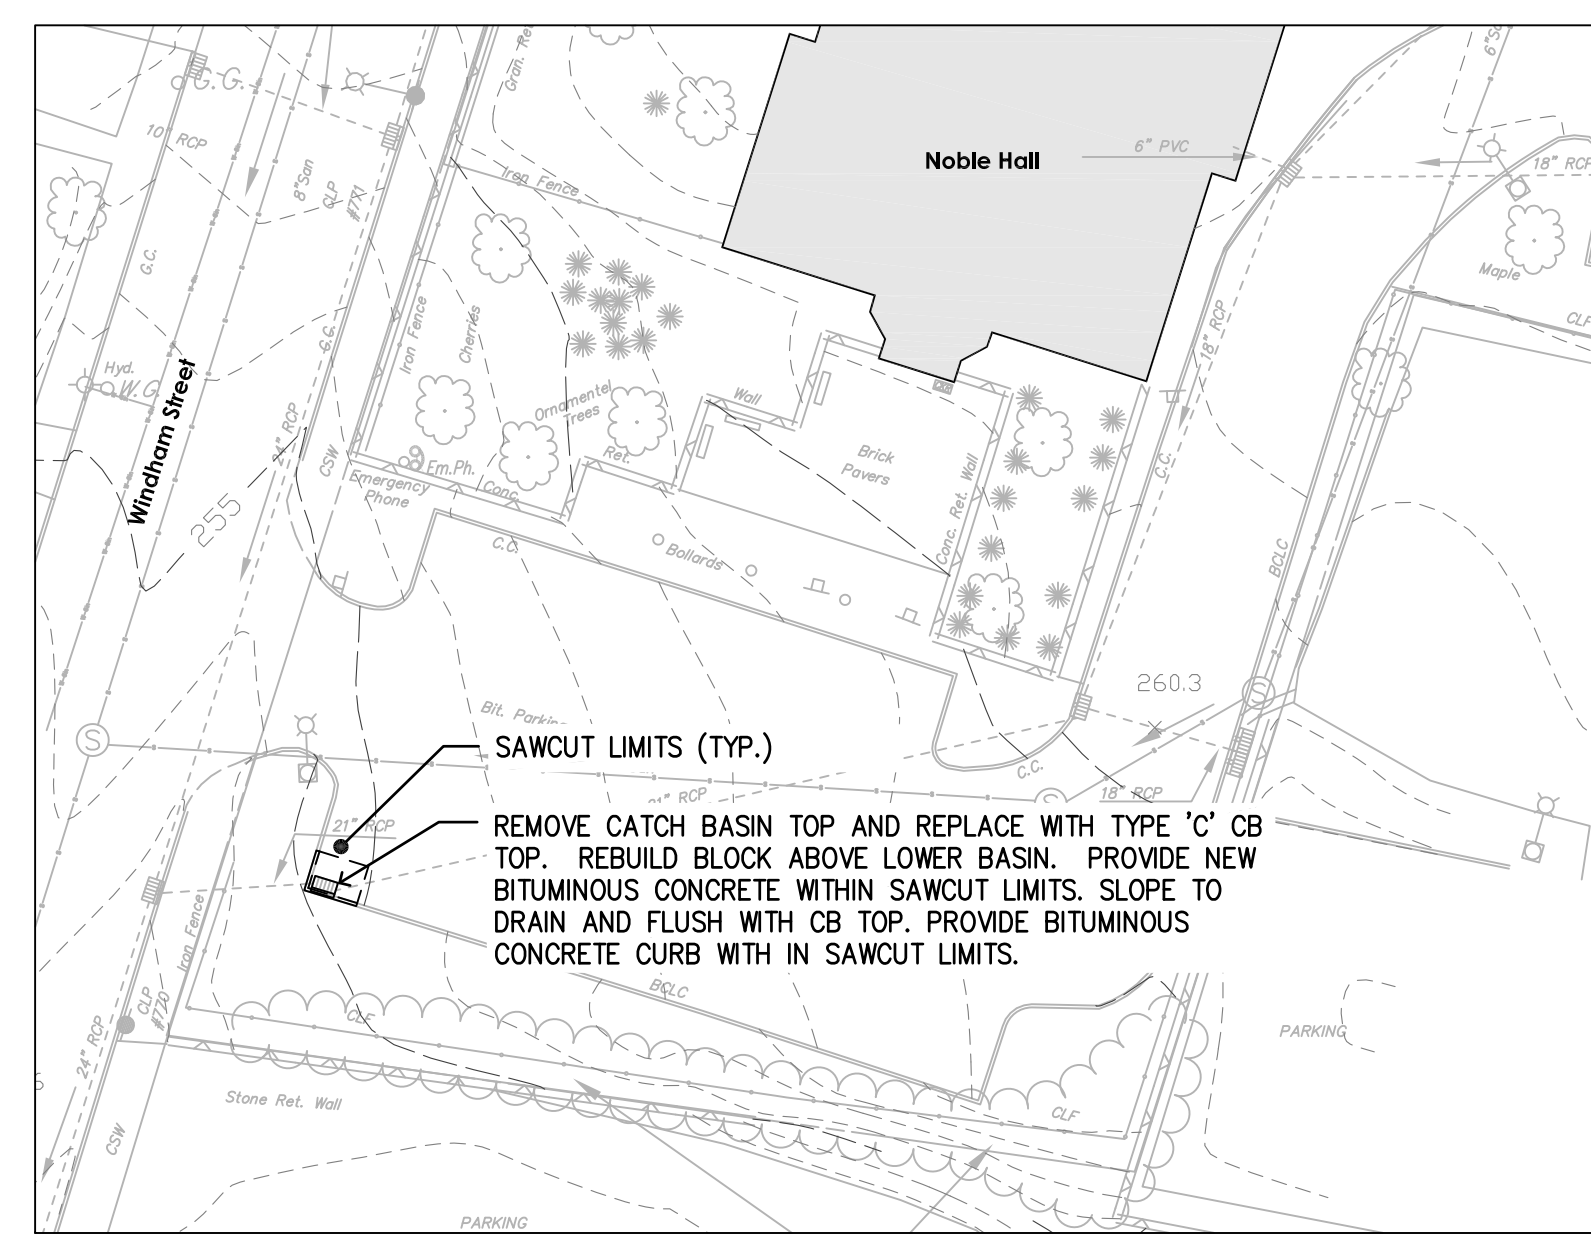 G.G.
10" RCP
8"San
CLP
#771
Gran. Ret
6"San
Noble Hall
6" PVC
18" RCP
Iron Fence
G.C.
G.C.
Maple
CLF
Hyd.
W.G.
Windham Street
Iron Fence
Cherries
18" RCP
Ornamentel
Trees
Wall
24" RCP
CSW
Em.Ph.
Emergency
Phone
Conc.
Ret.
Brick
Pavers
Conc. Ret. Wall
C.C.
255
C.C.
Bollards
BCLC
260.3
S
S
Bit. Parking
SAWCUT LIMITS (TYP.)
C.C.
21" RCP
18" RCP
21" RCP
REMOVE CATCH BASIN TOP AND REPLACE WITH TYPE 'C' CB
TOP. REBUILD BLOCK ABOVE LOWER BASIN. PROVIDE NEW
BITUMINOUS CONCRETE WITHIN SAWCUT LIMITS. SLOPE TO
DRAIN AND FLUSH WITH CB TOP. PROVIDE BITUMINOUS
CONCRETE CURB WITH IN SAWCUT LIMITS.
Iron Fence
BCLC
CLP
#770
CLF
24" RCP
PARKING
Stone Ret. Wall
CLF
CSW
PARKING